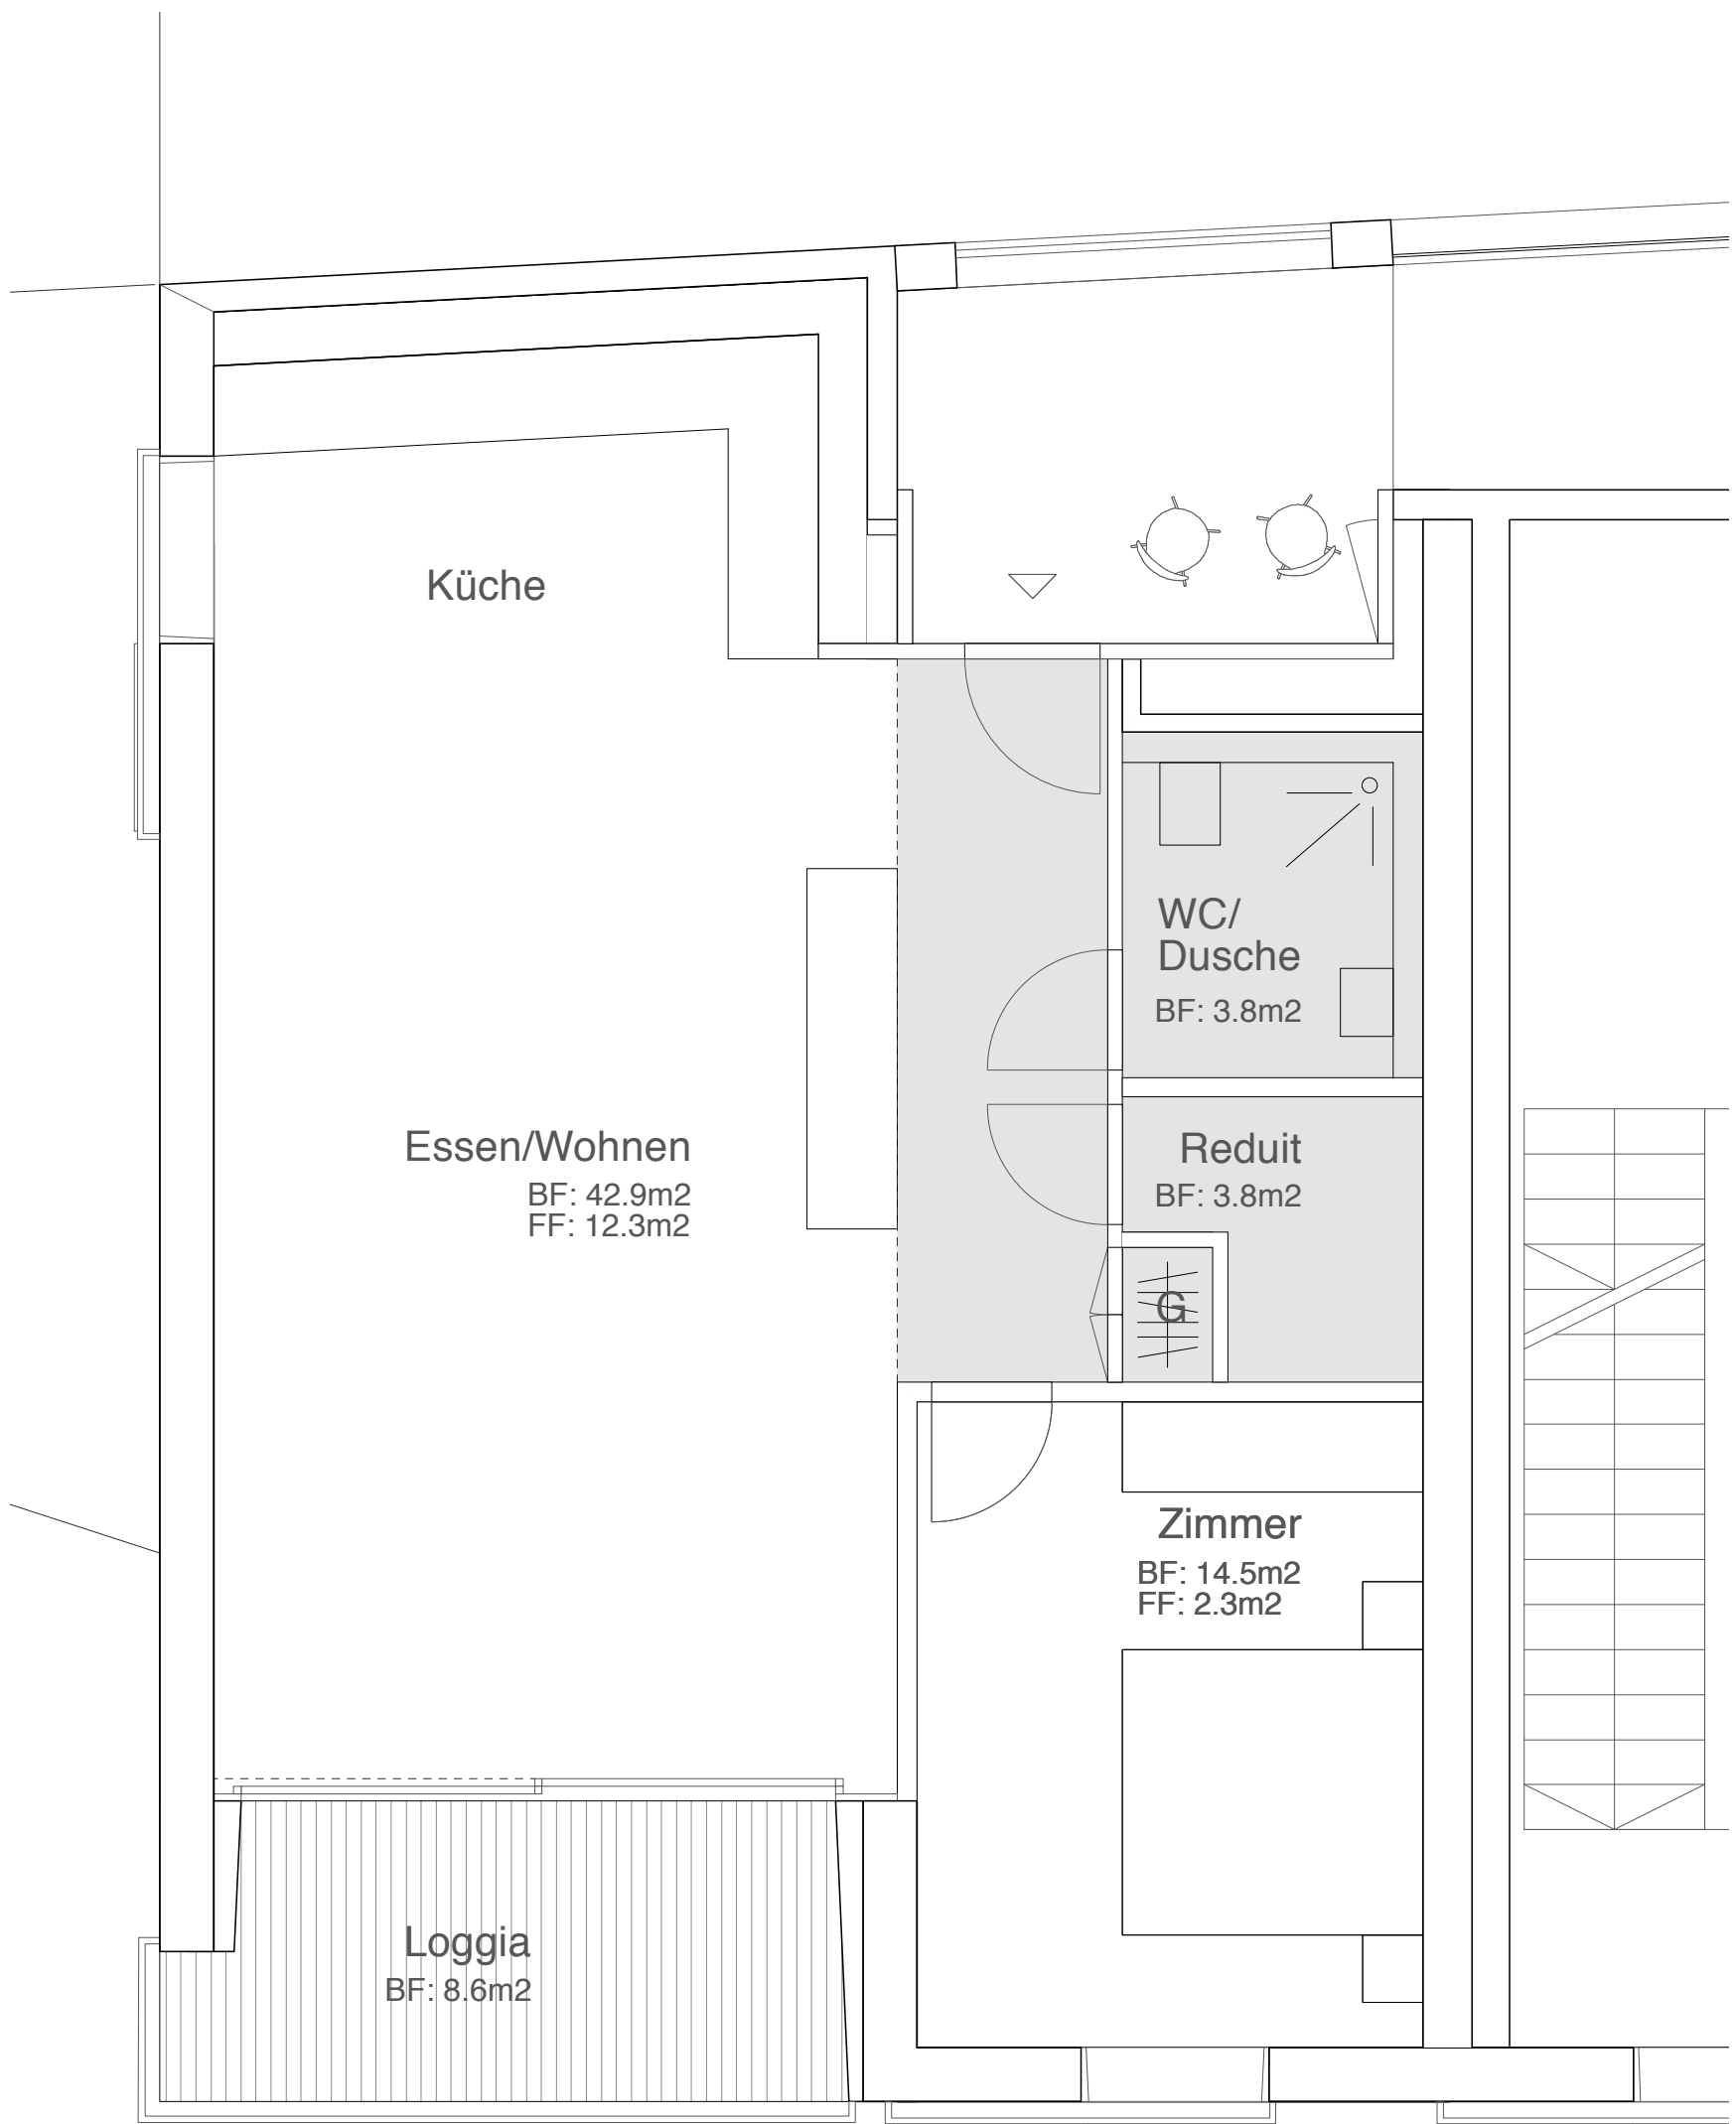 Küche
WC/
Dusche
BF: 3.8m2
Essen/Wohnen
BF: 42.9m2
FF: 12.3m2
Reduit
BF: 3.8m2
G
Zimmer
BF: 14.5m2
FF: 2.3m2
Loggia
BF: 8.6m2